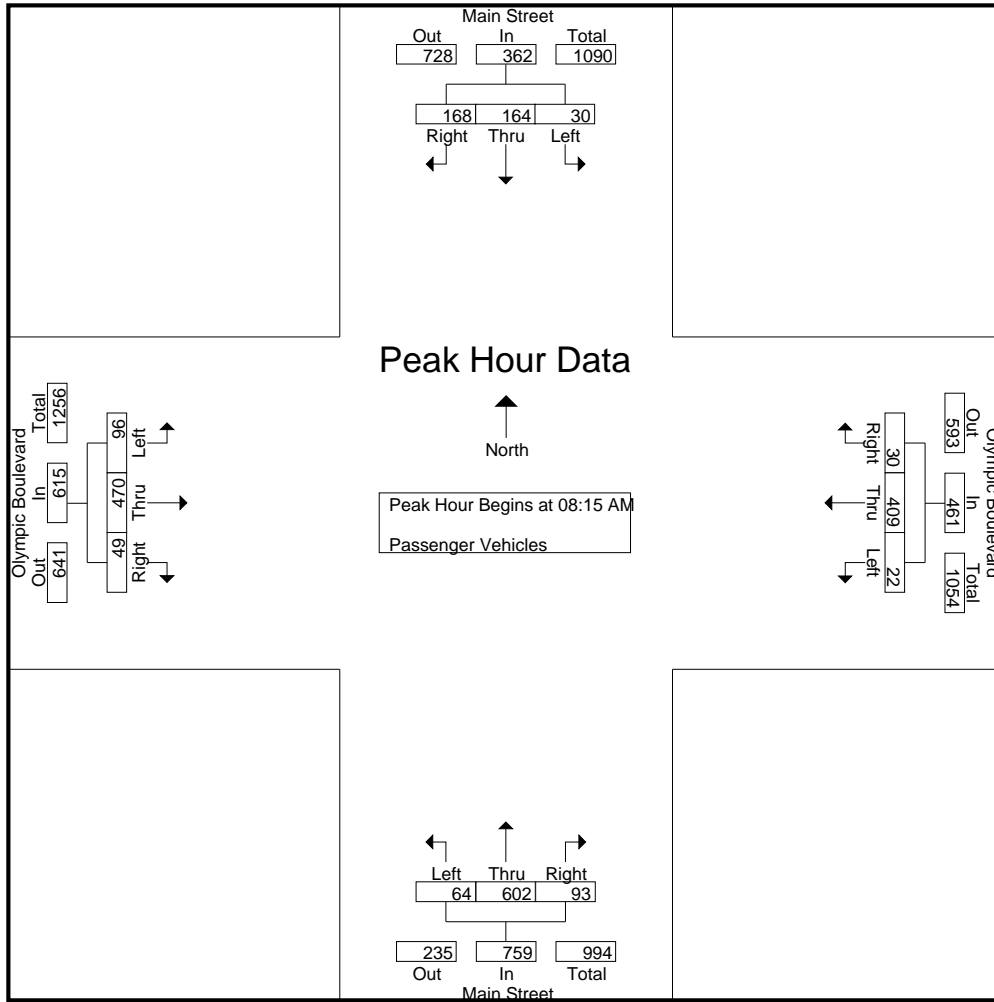 Main Street
Out In Total
728 362 1090
168 164 30
Right Thru Left
Peak Hour Data
North
Peak Hour Begins at 08:15 AM
Passenger Vehicles
Olympic Boulevard
Total In Out
1256 615 641
96 470 49
Left Thru Right
Olympic Boulevard
Out In Total
593 461 1054
30 409 22
Right Thru Left
Left Thru Right
64 602 93
235 759 994
Out In Total
Main Street